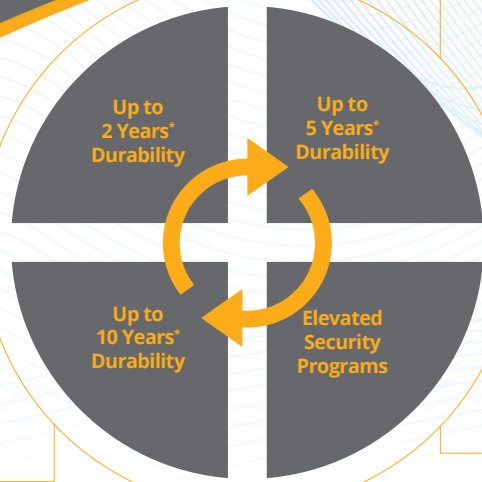 Up to
2 Years*
Durability
Up to
5 Years*
Durability
Up to
10 Years*
Durability
Elevated
Security
Programs